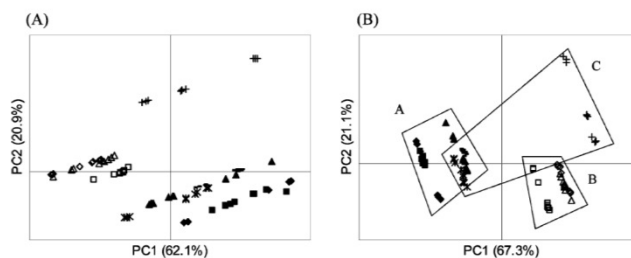 (A)
PC2 (20.9%)
PC1 (62.1%)
(B)
PC2 (21.1%)
A
C
B
PC1 (67.3%)